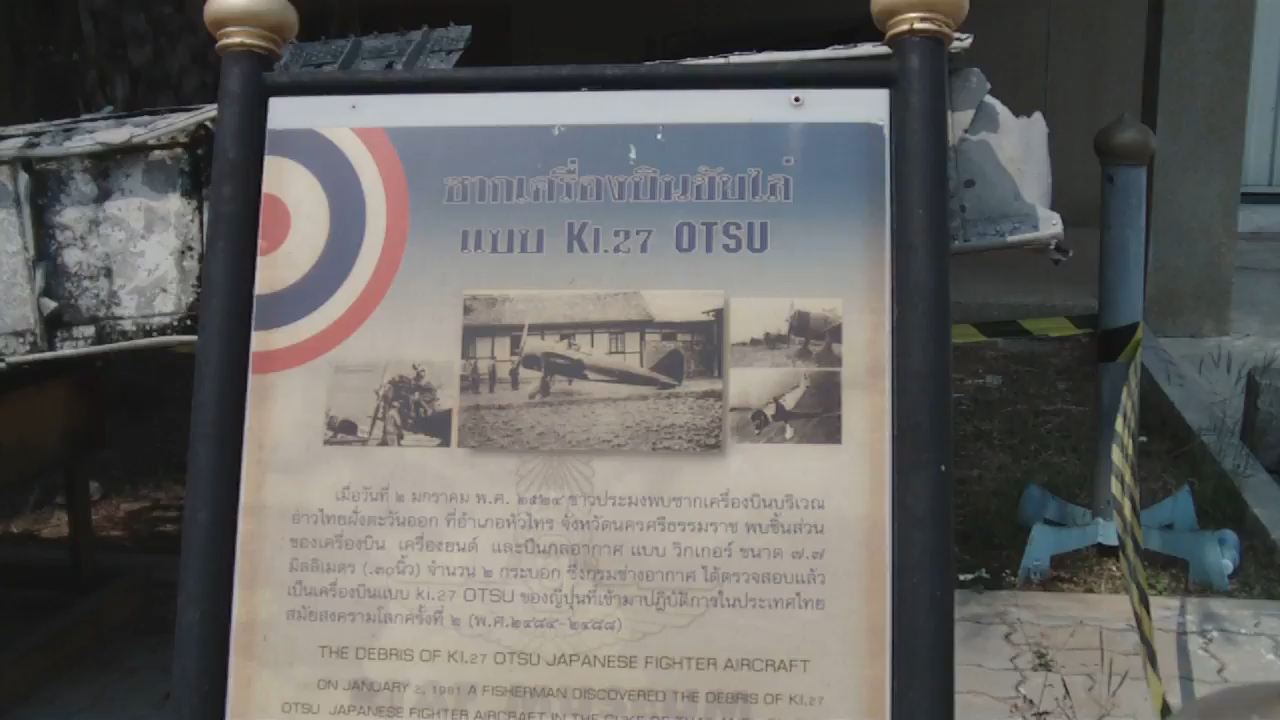 ซากเครื่องบินขับไล่
แบบ KI.27 OTSU
เมื่อวันที่ ๒ มกราคม พ.ศ. ๒๕๒๔ ชาวประมงพบซากเครื่องบินบริเวณ
อ่าวไทยฝั่งตะวันออก ที่อำเภอหัวไทร จังหวัดนครศรีธรรมราช พบชิ้นส่วน
ของเครื่องบิน เครื่องยนต์ และปืนกลอากาศ แบบ วิกเกอร์ ขนาด ๗.๗
มิลลิเมตร (.๓๐นิ้ว) จำนวน ๒ กระบอก ซึ่งกรมช่างอากาศ ได้ตรวจสอบแล้ว
เป็นเครื่องบินแบบ ki.27 OTSU ของญี่ปุ่นที่เข้ามาปฏิบัติการในประเทศไทย
สมัยสงครามโลกครั้งที่ ๒ (พ.ศ.๒๔๘๔-๒๔๘๘)
THE DEBRIS OF KI.27 OTSU JAPANESE FIGHTER AIRCRAFT
ON JANUARY 2, 1981 A FISHERMAN DISCOVERED THE DEBRIS OF KI.27
OTSU JAPANESE FIGHTER AIRCRAFT IN THE